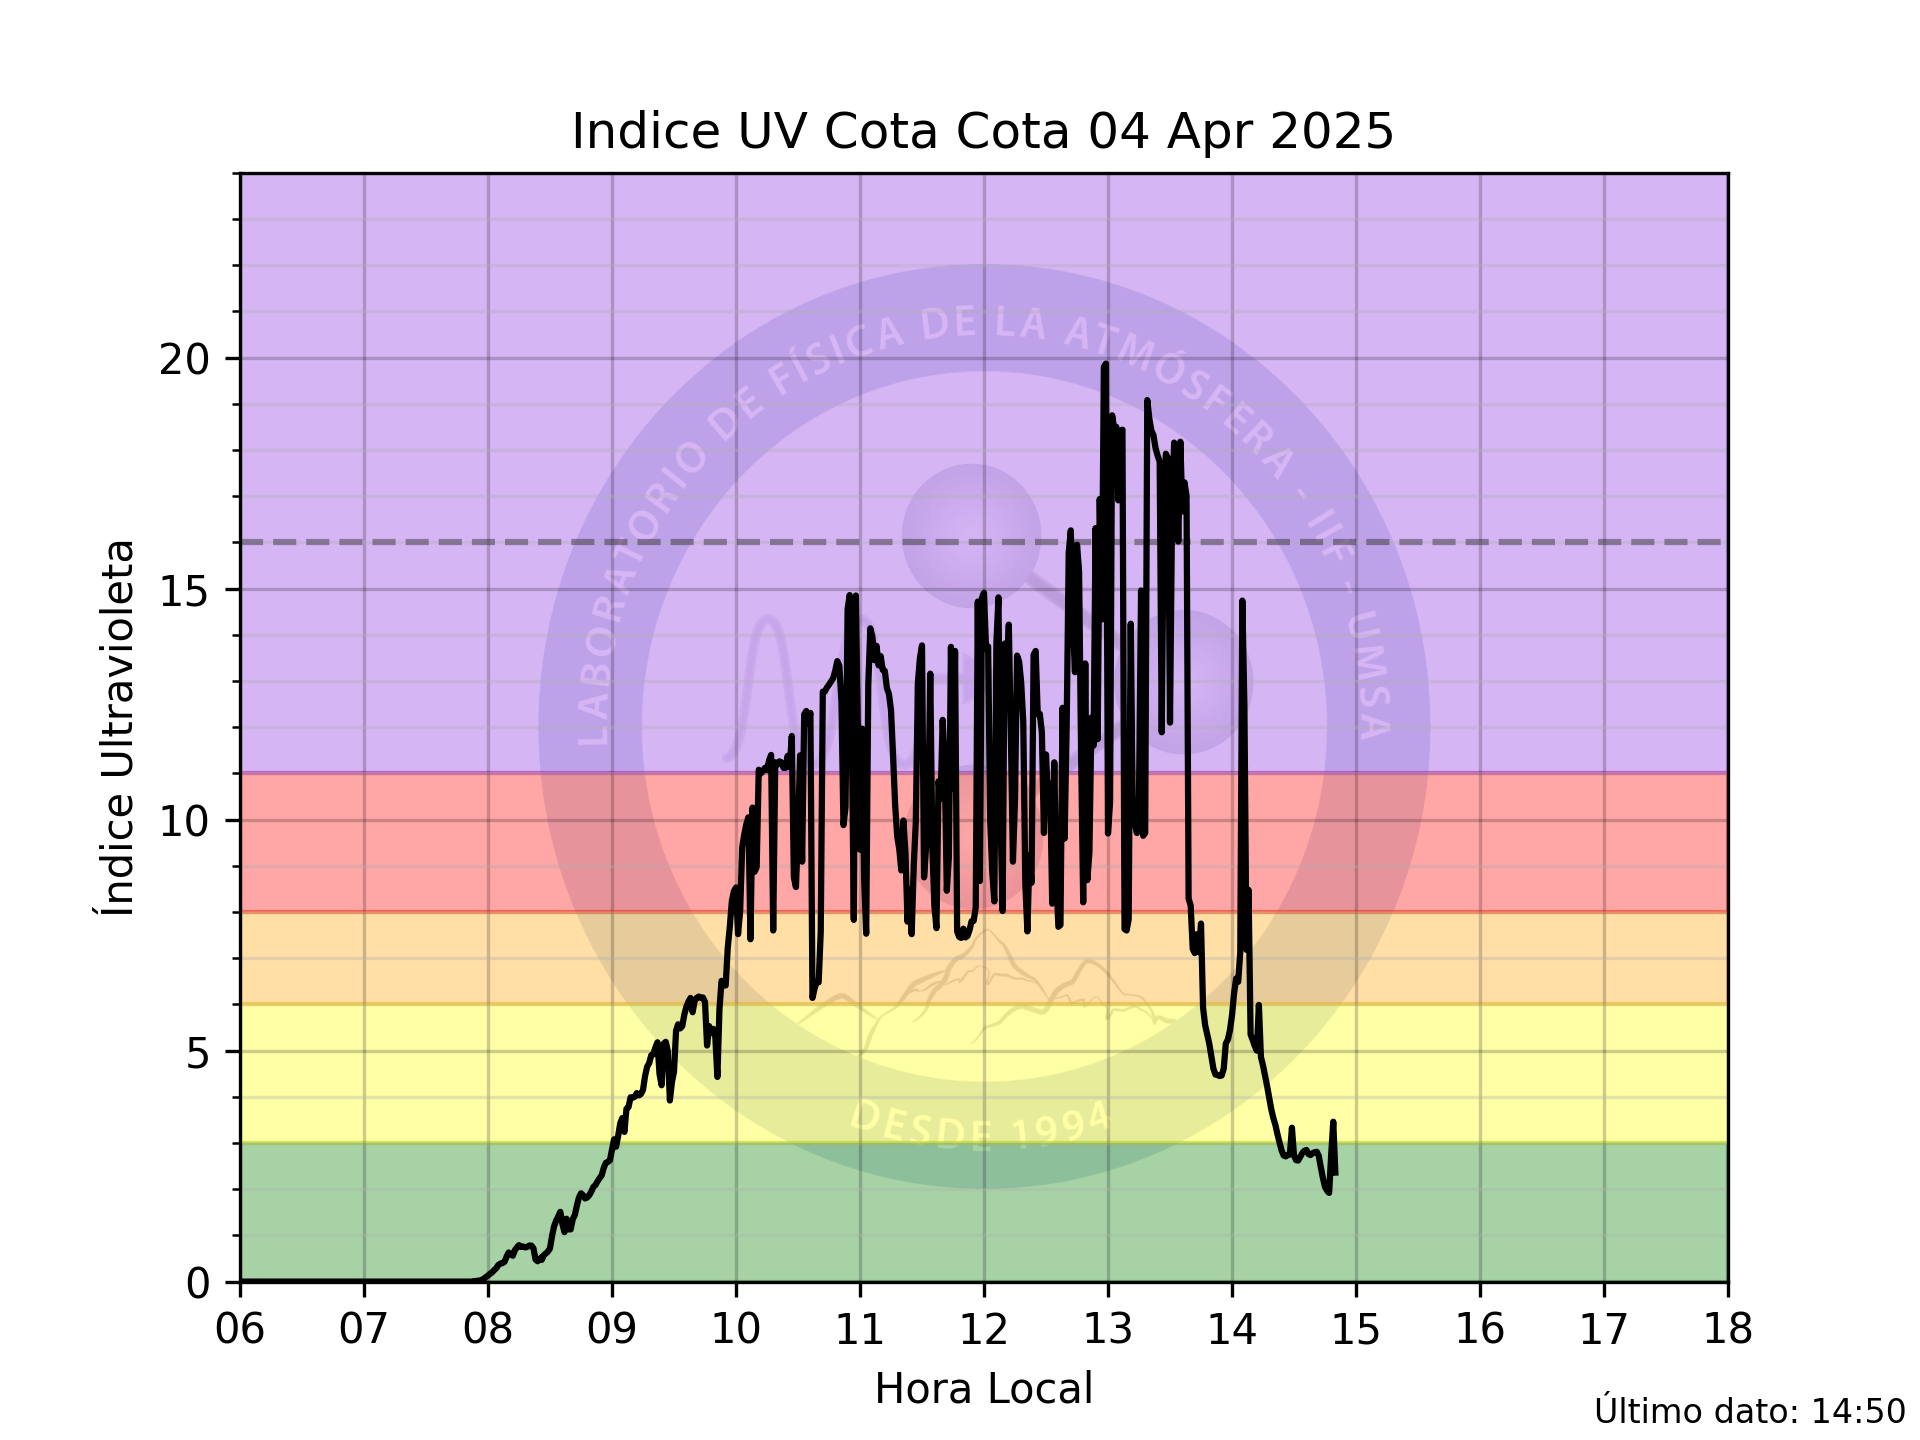 Indice UV Cota Cota 04 Apr 2025
Índice Ultravioleta
20
15
10
5
0
LABORATORIO DE FÍSICA DE LA ATMÓSFERA - IIF - UMSA
DESDE 1994
06 07 08 09 10 11 12 13 14 15 16 17 18
Hora Local
Último dato: 14:50